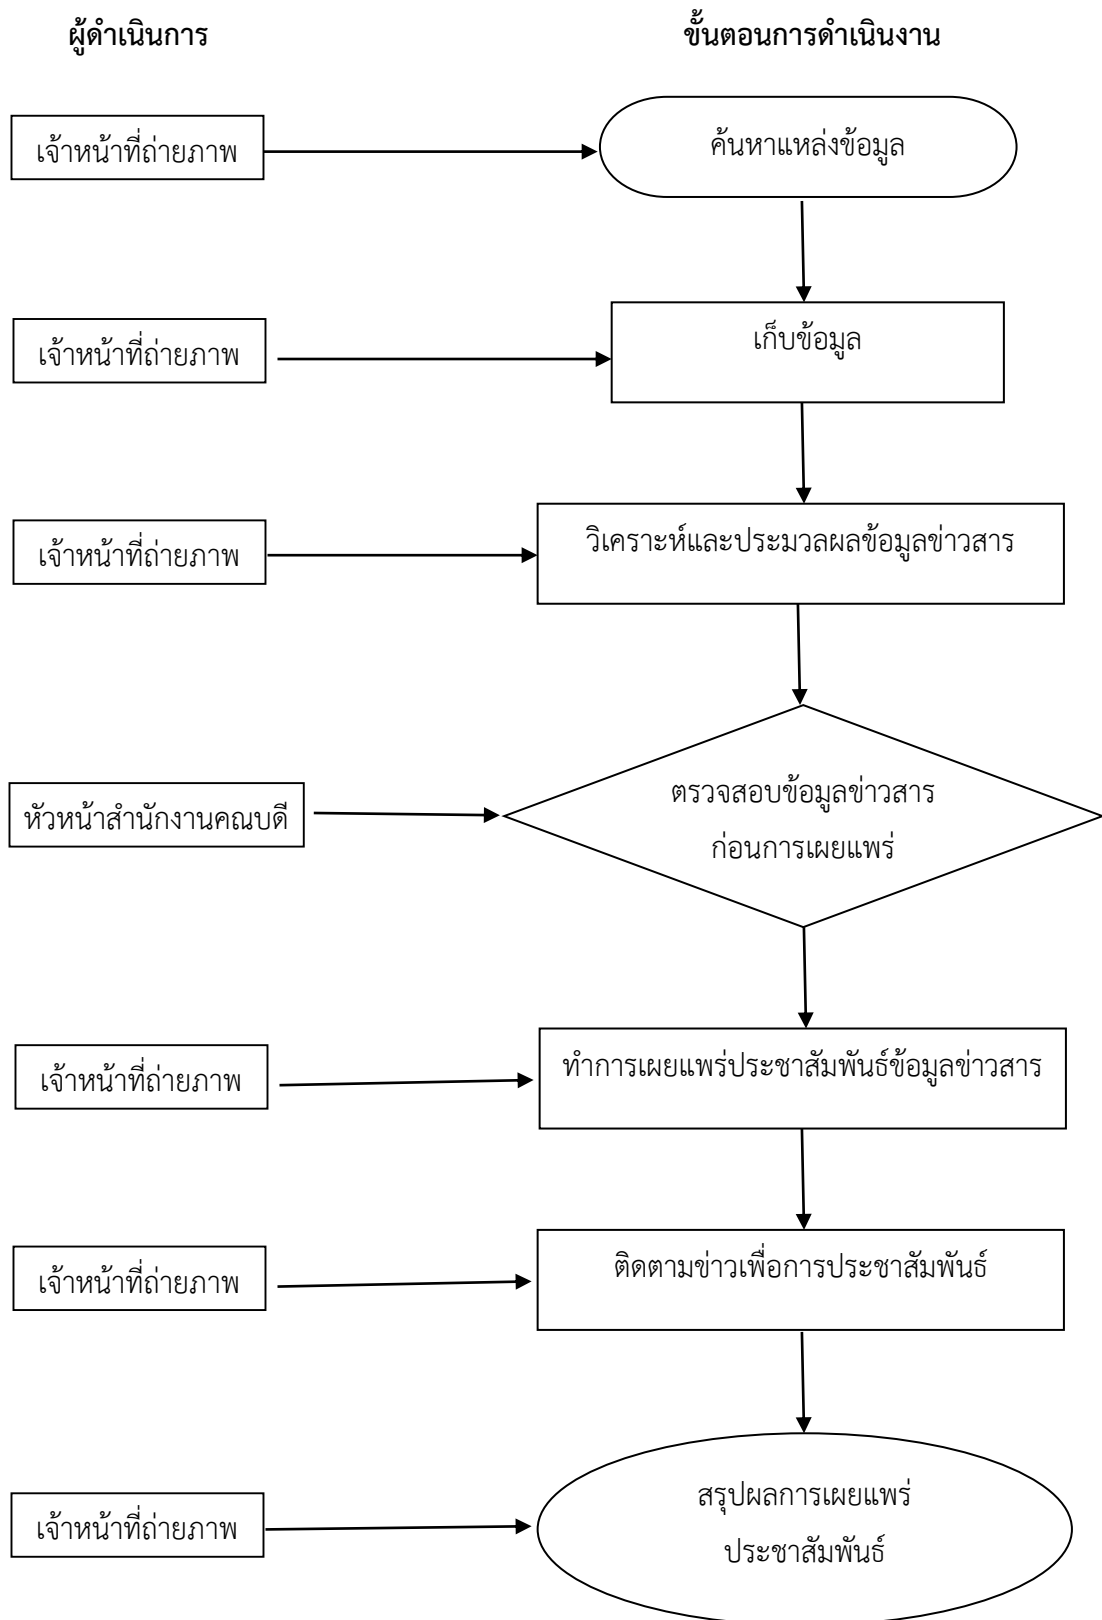 ผู้ดำเนินการ
ขั้นตอนการดำเนินงาน
เจ้าหน้าที่ถ่ายภาพ
ค้นหาแหล่งข้อมูล
เจ้าหน้าที่ถ่ายภาพ
เก็บข้อมูล
เจ้าหน้าที่ถ่ายภาพ
วิเคราะห์และประมวลผลข้อมูลข่าวสาร
หัวหน้าสำนักงานคณบดี
ตรวจสอบข้อมูลข่าวสาร
ก่อนการเผยแพร่
เจ้าหน้าที่ถ่ายภาพ
ทำการเผยแพร่ประชาสัมพันธ์ข้อมูลข่าวสาร
เจ้าหน้าที่ถ่ายภาพ
ติดตามข่าวเพื่อการประชาสัมพันธ์
เจ้าหน้าที่ถ่ายภาพ
สรุปผลการเผยแพร่
ประชาสัมพันธ์